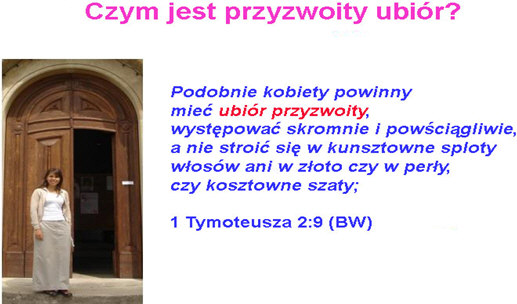 Czym jest przyzwoity ubiór?
Podobnie kobiety powinny
mieć ubiór przyzwoity,
występować skromnie i powściągliwie,
a nie stroić się w kunsztowne sploty
włosów ani w złoto czy w perły,
czy kosztowne szaty;
1 Tymoteusza 2:9 (BW)